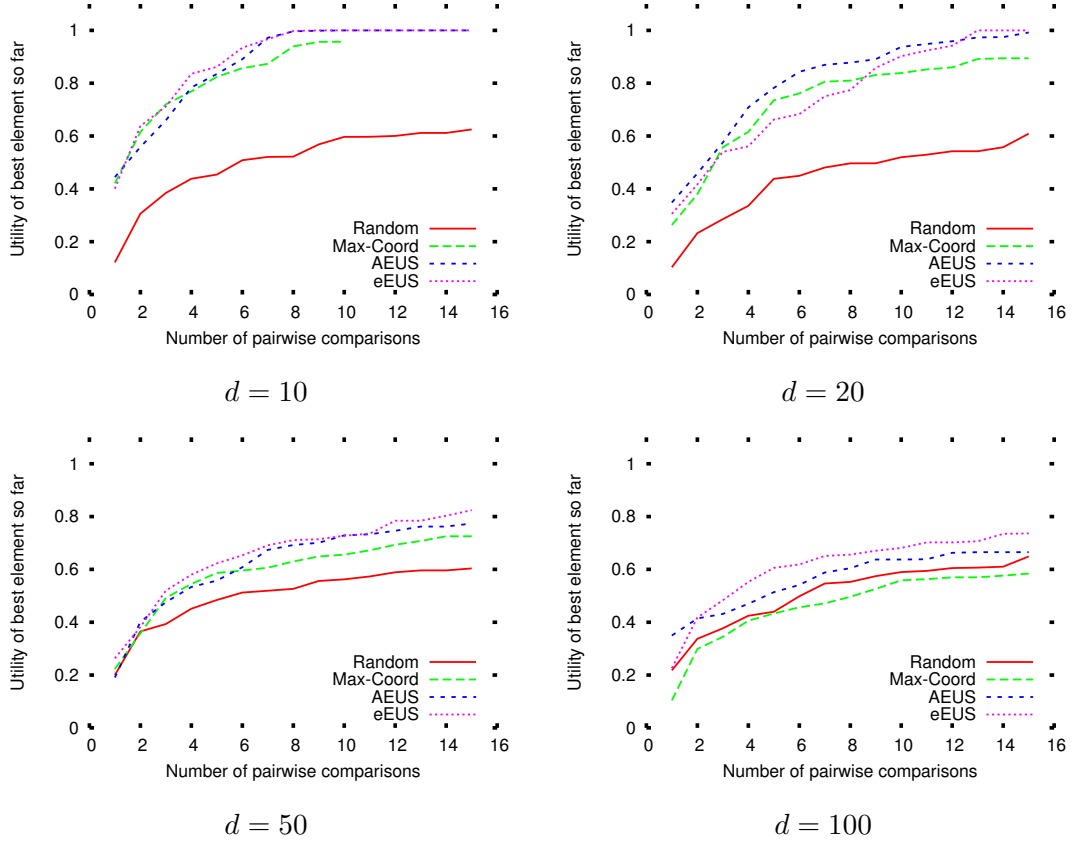 Utility of best element so far
1
0.8
0.6
0.4
0.2
0
Random
Max-Coord
AEUS
eEUS
0 2 4 6 8 10 12 14 16
Number of pairwise comparisons
d = 10
Utility of best element so far
1
0.8
0.6
0.4
0.2
0
Random
Max-Coord
AEUS
eEUS
0 2 4 6 8 10 12 14 16
Number of pairwise comparisons
d = 20
Utility of best element so far
1
0.8
0.6
0.4
0.2
0
Random
Max-Coord
AEUS
eEUS
0 2 4 6 8 10 12 14 16
Number of pairwise comparisons
d = 50
Utility of best element so far
1
0.8
0.6
0.4
0.2
0
Random
Max-Coord
AEUS
eEUS
0 2 4 6 8 10 12 14 16
Number of pairwise comparisons
d = 100